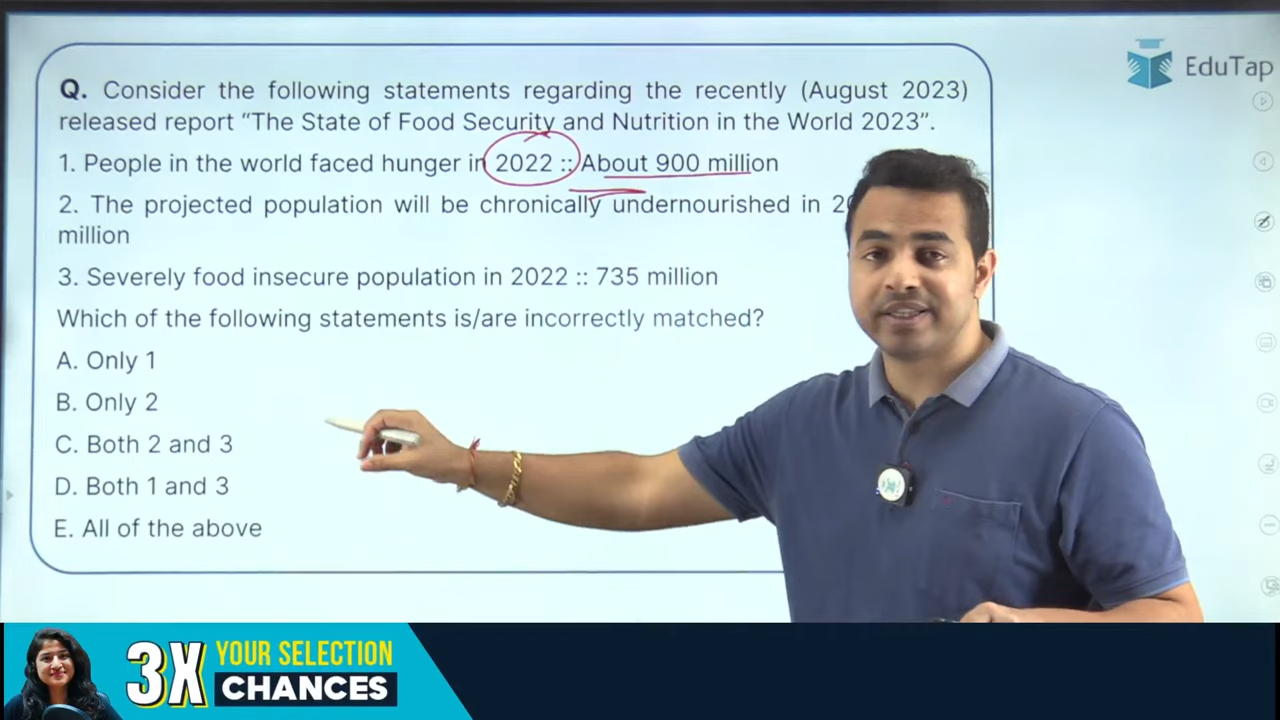 EduTap
Q. Consider the following statements regarding the recently (August 2023)
released report “The State of Food Security and Nutrition in the World 2023”.
1. People in the world faced hunger in 2022 :: About 900 million
2. The projected population will be chronically undernourished in
million
3. Severely food insecure population in 2022 :: 735 million
Which of the following statements is/are incorrectly matched?
A. Only 1
B. Only 2
C. Both 2 and 3
D. Both 1 and 3
E. All of the above
3X YOUR SELECTION
CHANCES